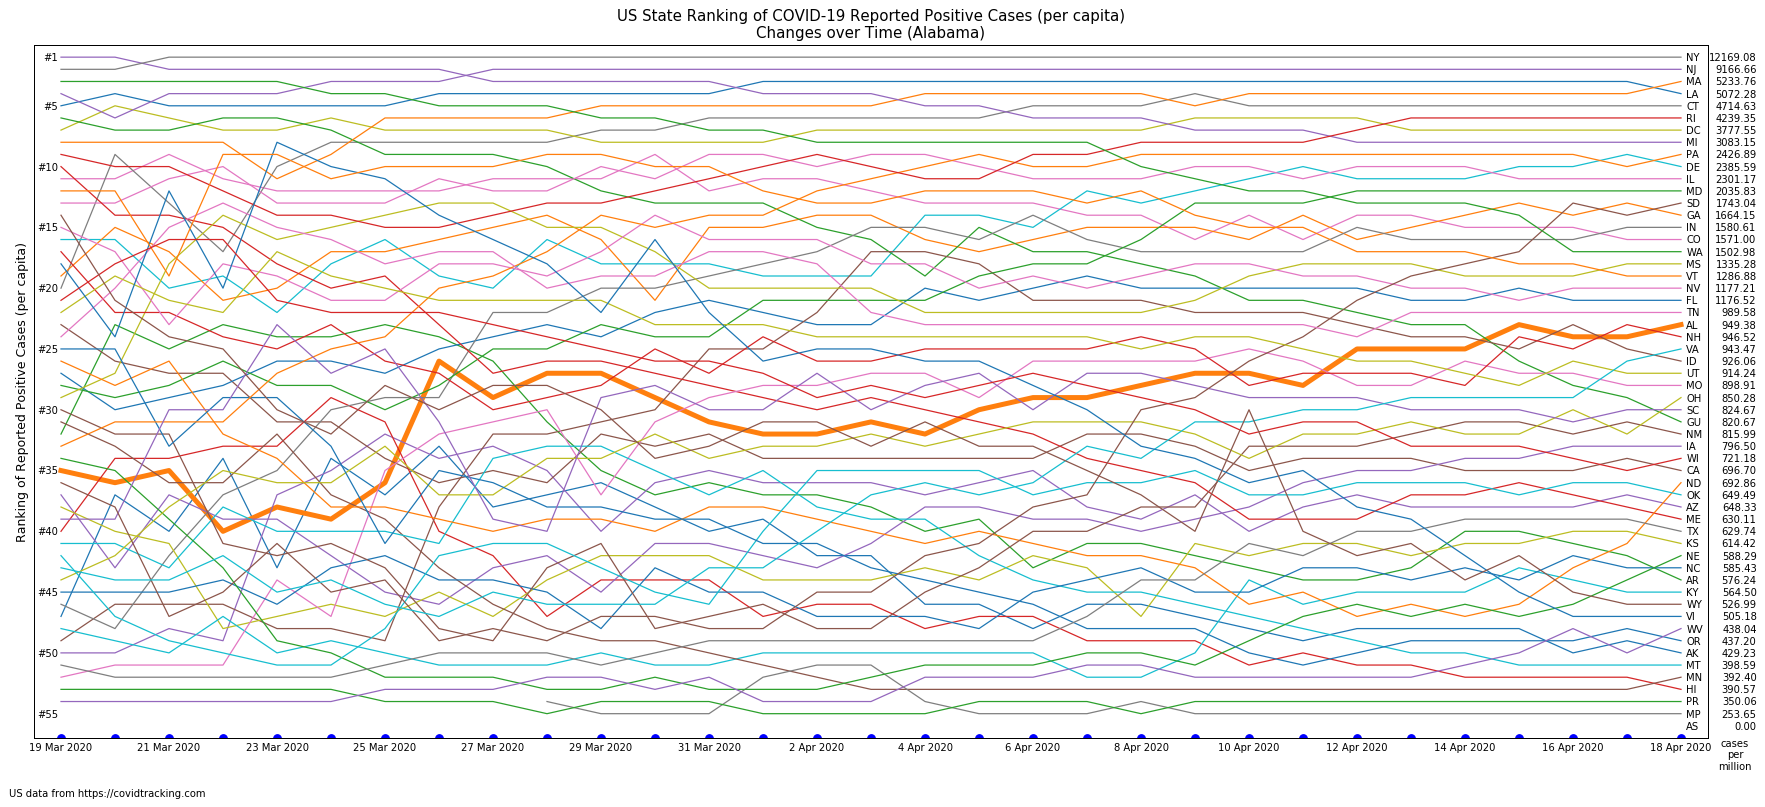 US State Ranking of COVID-19 Reported Positive Cases (per capita)
Changes over Time (Alabama)
Ranking of Reported Positive Cases (per capita)
#1
#5
#10
#15
#20
#25
#30
#35
#40
#45
#50
#55
NY 12169.08
NJ 9166.66
MA 5233.76
LA 5072.28
CT 4714.63
RI 4239.35
DC 3777.55
MI 3083.15
PA 2426.89
DE 2385.59
IL 2301.17
MD 2035.83
SD 1743.04
GA 1664.15
IN 1580.61
CO 1571.00
WA 1502.98
MS 1335.28
VT 1286.88
NV 1177.21
FL 1176.52
TN 989.58
AL 949.38
NH 946.52
VA 943.47
ID 926.06
UT 914.24
MO 898.91
OH 850.28
SC 824.67
GU 820.67
NM 815.99
IA 796.50
WI 721.18
CA 696.70
ND 692.86
OK 649.49
AZ 648.33
ME 630.11
TX 629.74
KS 614.42
NE 588.29
NC 585.43
AR 576.24
KY 564.50
WY 526.99
VI 505.18
WV 438.04
OR 437.20
AK 429.23
MT 398.59
MN 392.40
HI 390.57
PR 350.06
MP 253.65
AS 0.00
19 Mar 2020 21 Mar 2020 23 Mar 2020 25 Mar 2020 27 Mar 2020 29 Mar 2020 31 Mar 2020 2 Apr 2020 4 Apr 2020 6 Apr 2020 8 Apr 2020 10 Apr 2020 12 Apr 2020 14 Apr 2020 16 Apr 2020 18 Apr 2020
cases
per
million
US data from https://covidtracking.com